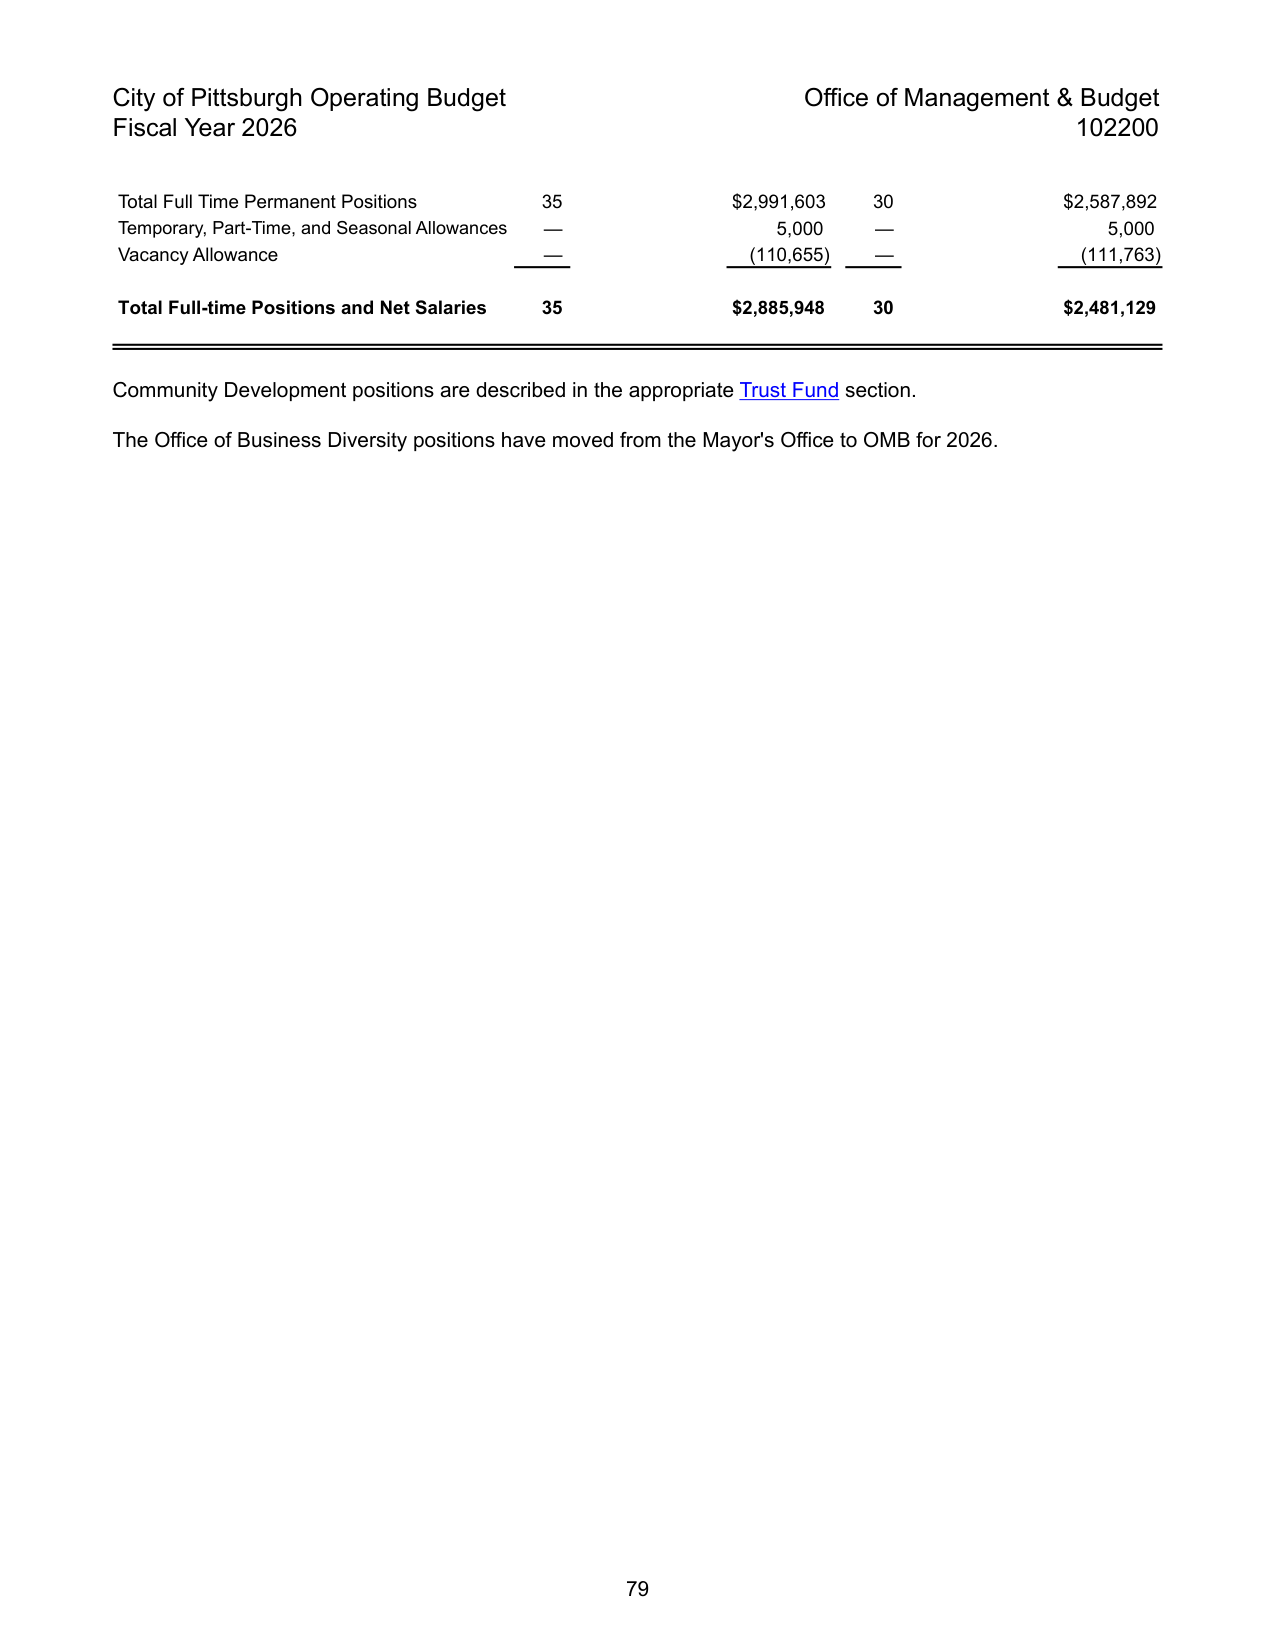 City of Pittsburgh Operating Budget Office of Management & Budget
Fiscal Year 2026 102200
Total Full Time Permanent Positions 35 $2,991,603 30 $2,587,892
Temporary, Part-Time, and Seasonal Allowances — 5,000 — 5,000
Vacancy Allowance — (110,655) — (111,763)
Total Full-time Positions and Net Salaries 35 $2,885,948 30 $2,481,129
Community Development positions are described in the appropriate Trust Fund section.
The Office of Business Diversity positions have moved from the Mayor's Office to OMB for 2026.
79